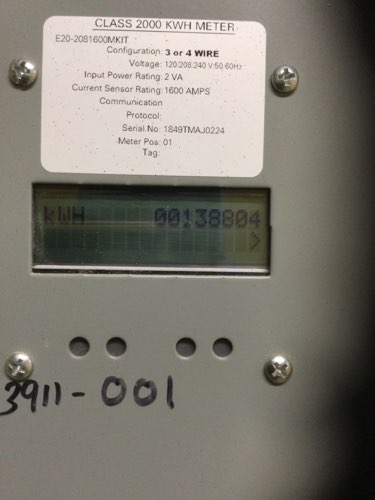 CLASS 2000 KWH METER
E20-2081600MKIT
Configuration: 3 or 4 WIRE
Voltage: 120/208:240 V:50:60Hz
Input Power Rating: 2 VA
Current Sensor Rating: 1600 AMPS
Communication
Protocol:
Serial No: 1849TMAJ0224
Meter Pos: 01
Tag:
kWH 00138804
>
3911-001